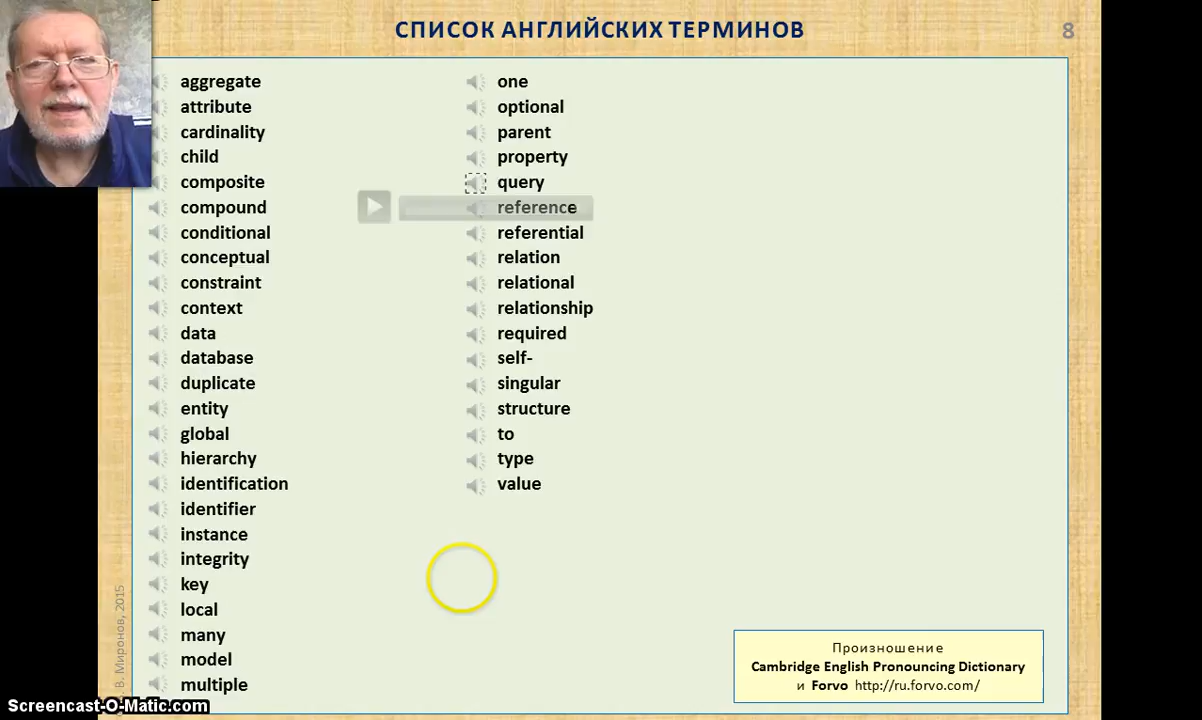 СПИСОК АНГЛИЙСКИХ ТЕРМИНОВ
8
aggregate
attribute
cardinality
child
composite
compound
conditional
conceptual
constraint
context
data
database
duplicate
entity
global
hierarchy
identification
identifier
instance
integrity
key
local
many
model
multiple
one
optional
parent
property
query
reference
referential
relation
relational
relationship
required
self-
singular
structure
to
type
value
В. Миронов, 2015
Произношение
Cambridge English Pronouncing Dictionary
и Forvo http://ru.forvo.com/
Screencast-O-Matic.com